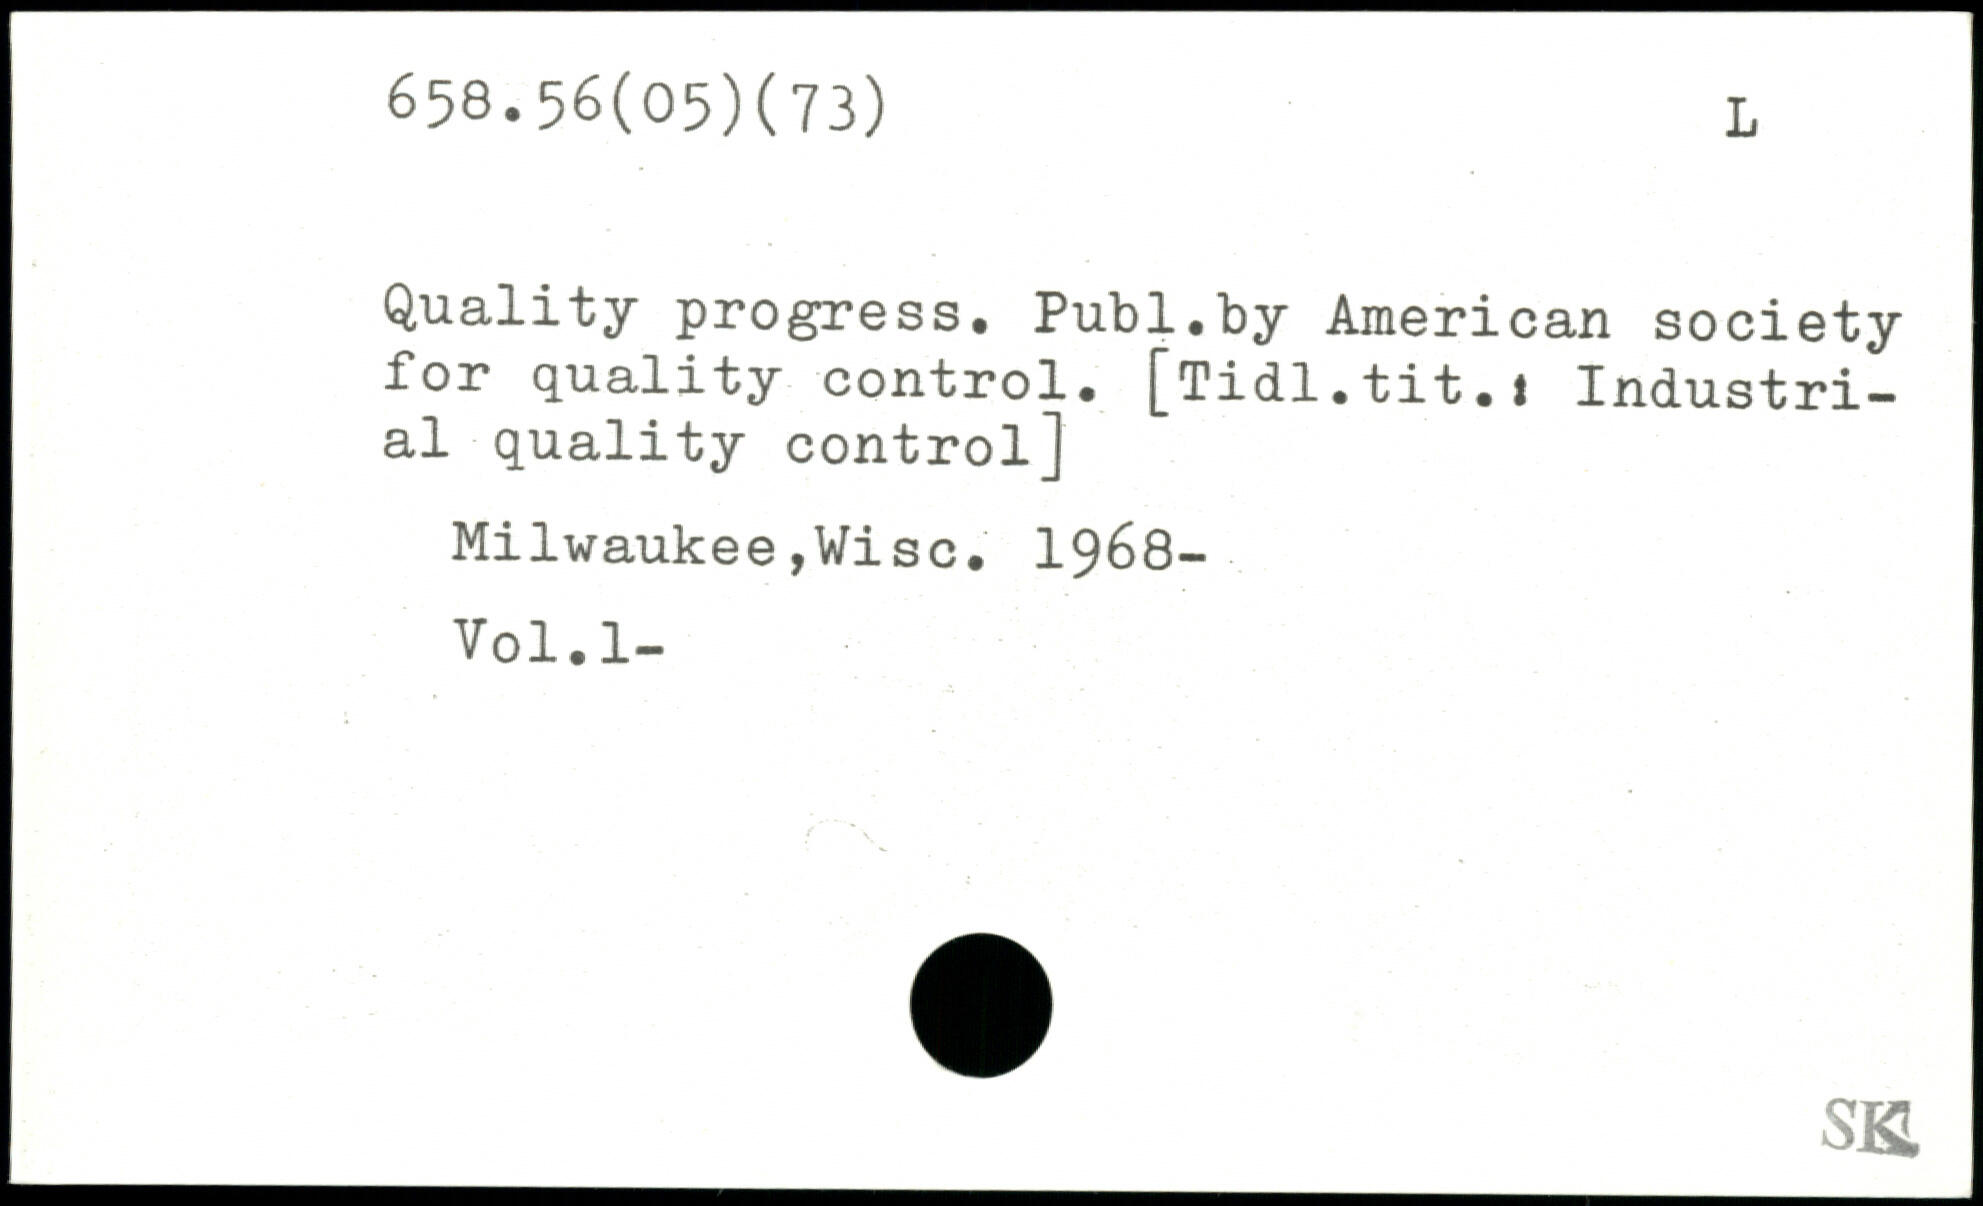 658.56(05)(73) L
Quality progress. Publ.by American society
for quality control. [Tidl.tit.: Industri-
al quality control]
Milwaukee,Wisc. 1968-
Vol.1-
SK